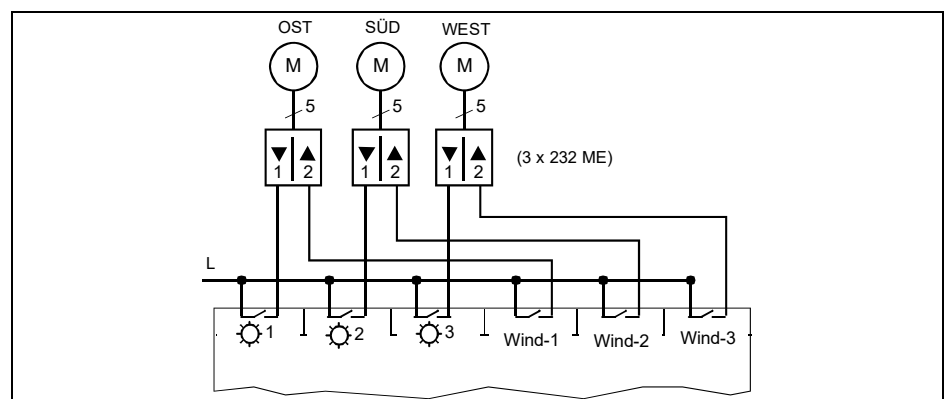 OST SÜD WEST
M M M
5 5 5
1 2 1 2 1 2 (3 x 232 ME)
L
1 2 3 Wind-1 Wind-2 Wind-3